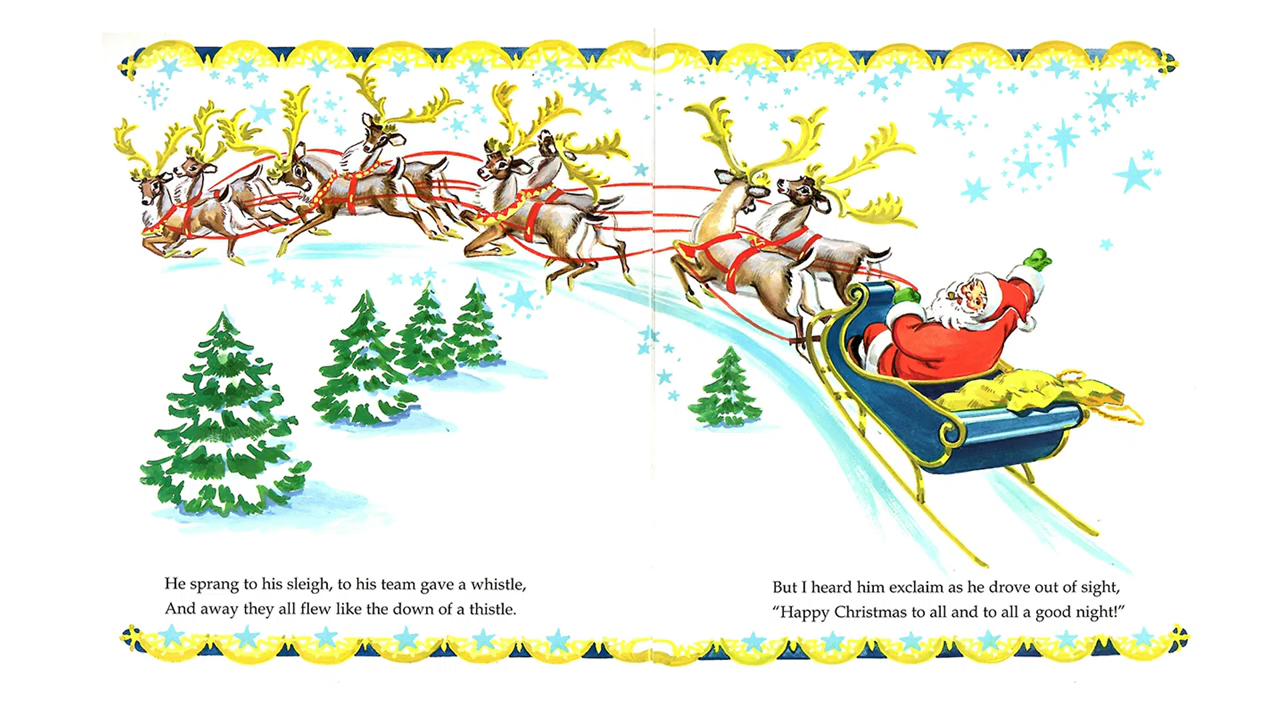 He sprang to his sleigh, to his team gave a whistle,
And away they all flew like the down of a thistle.
But I heard him exclaim as he drove out of sight,
“Happy Christmas to all and to all a good night!”